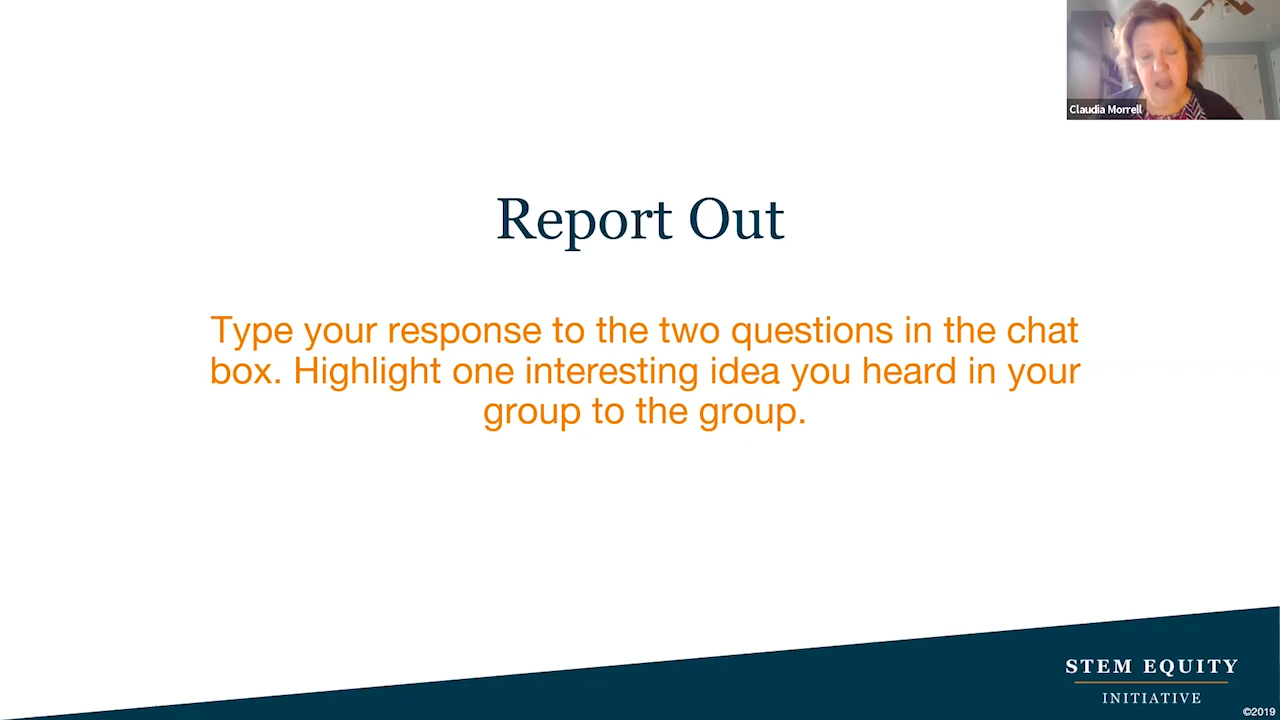 Claudia Morrell
Report Out
Type your response to the two questions in the chat
box. Highlight one interesting idea you heard in your
group to the group.
STEM EQUITY
INITIATIVE
©2019